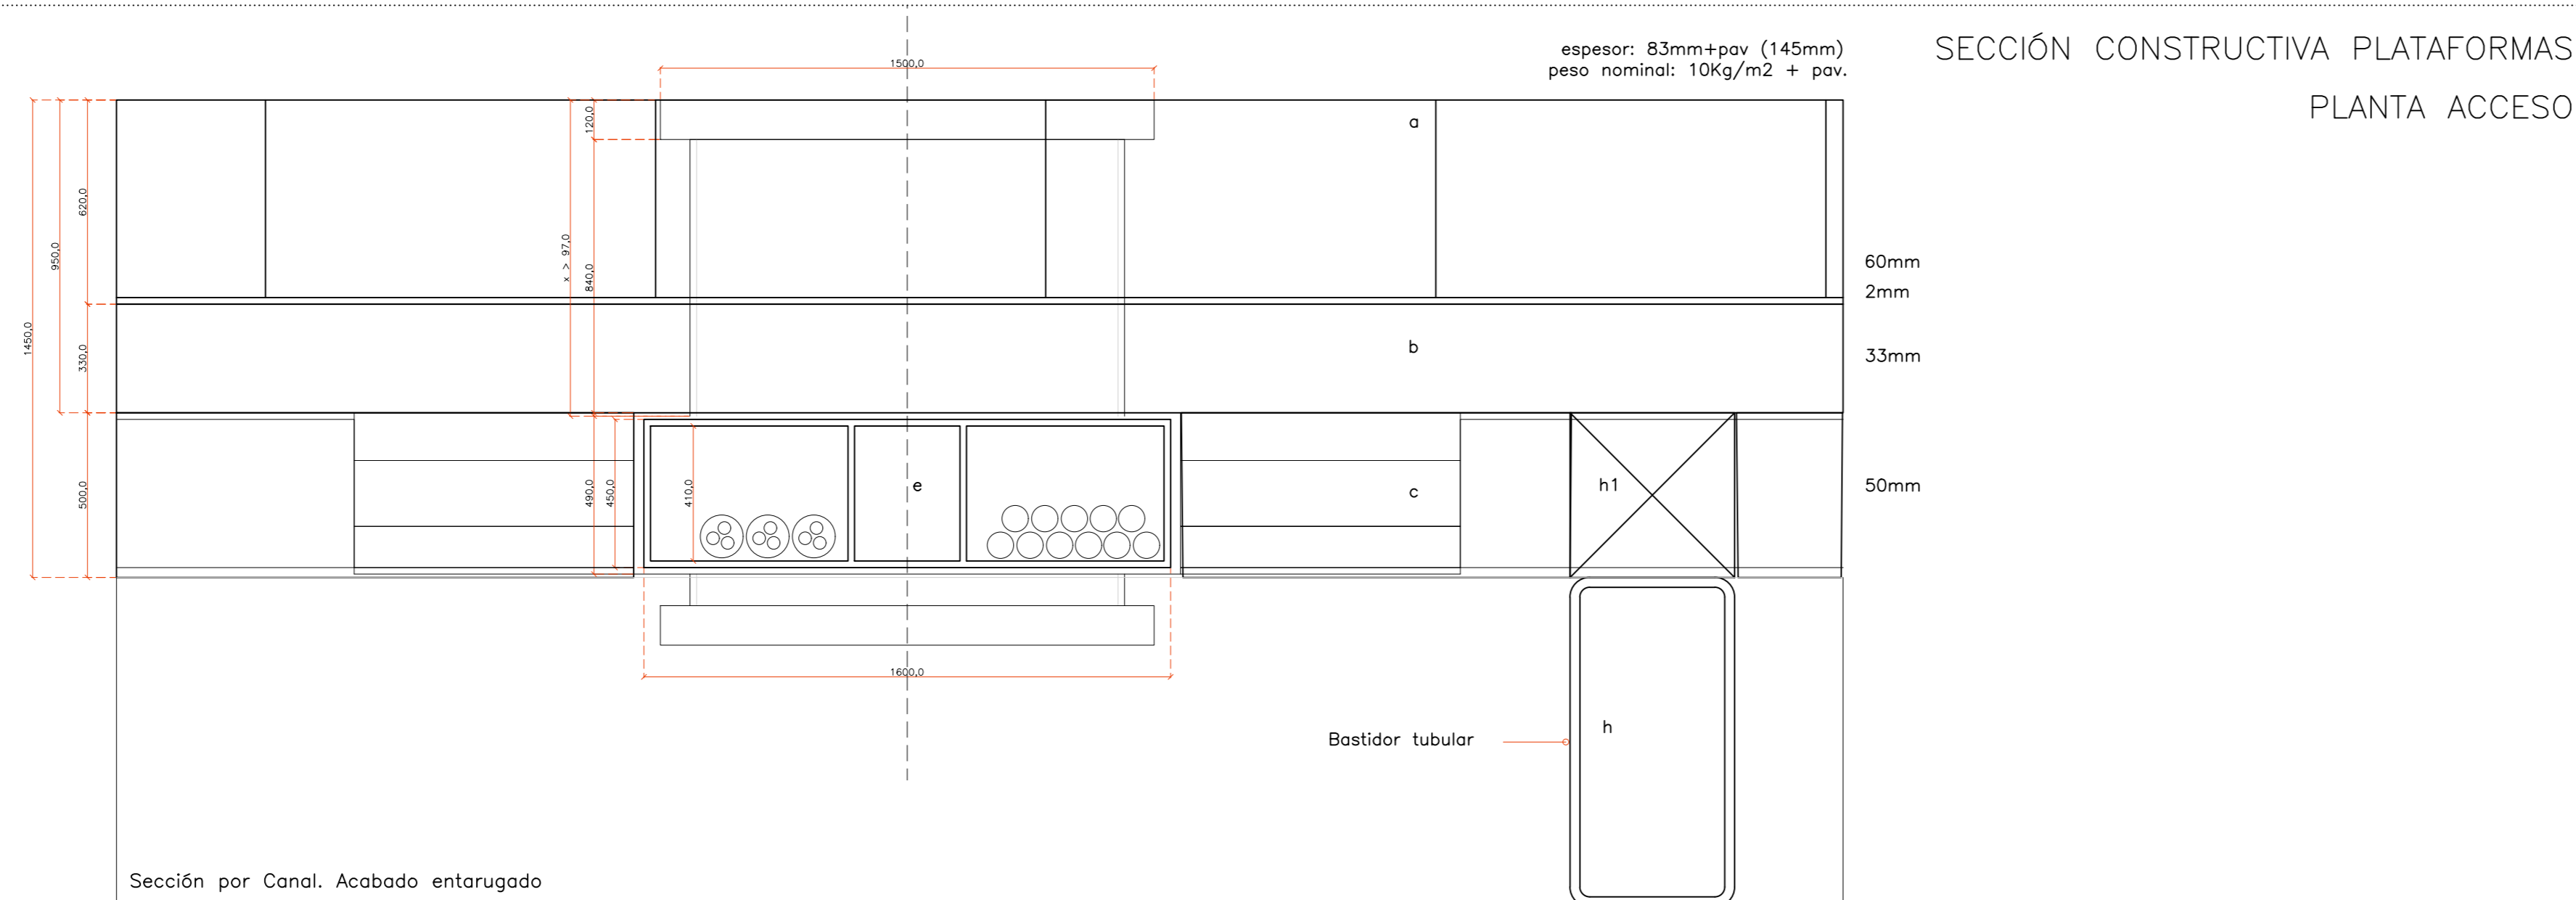 SECCIÓN CONSTRUCTIVA PLATAFORMAS
PLANTA ACCESO
espesor: 83mm+pav (145mm)
peso nominal: 10Kg/m2 + pav.
1500,0
120,0
a
620,0
950,0
x > 97,0
840,0
60mm
2mm
1450,0
330,0
b
33mm
500,0
490,0
450,0
410,0
e
c
h1
50mm
1600,0
Bastidor tubular
h
Sección por Canal. Acabado entarugado